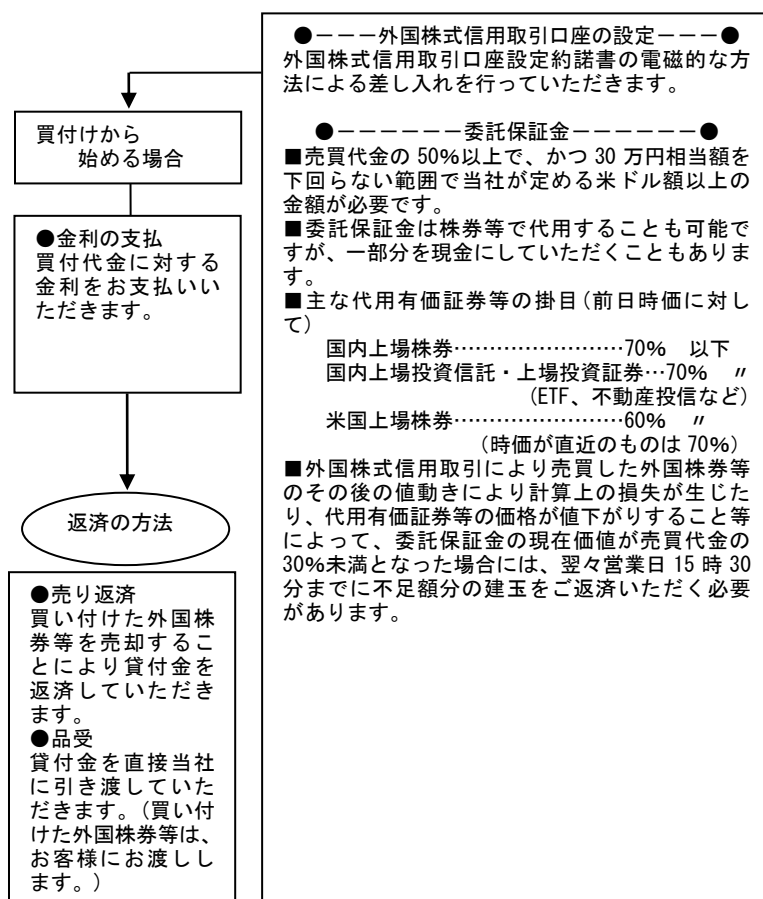 ●ーーー外国株式信用取引口座の設定ーーー●
外国株式信用取引口座設定約諾書の電磁的な方
法による差し入れを行っていただきます。
●ーーーーーー委託保証金ーーーーーー●
■売買代金の 50%以上で、かつ 30 万円相当額を
下回らない範囲で当社が定める米ドル額以上の
金額が必要です。
■委託保証金は株券等で代用することも可能で
すが、一部分を現金にしていただくこともありま
す。
■主な代用有価証券等の掛目(前日時価に対し
て)
国内上場株券……………………70% 以下
国内上場投資信託・上場投資証券…70% 〃
(ETF、不動産投信など)
米国上場株券……………………60% 〃
(時価が直近のものは 70%)
■外国株式信用取引により売買した外国株券等
のその後の値動きにより計算上の損失が生じた
り、代用有価証券等の価格が値下がりすること等
によって、委託保証金の現在価値が売買代金の
30%未満となった場合には、翌々営業日 15 時 30
分までに不足額分の建玉をご返済いただく必要
があります。
買付けから
始める場合
●金利の支払
買付代金に対する
金利をお支払いい
ただきます。
返済の方法
●売り返済
買い付けた外国株
券等を売却するこ
とにより貸付金を
返済していただき
ます。
●品受
貸付金を直接当社
に引き渡していた
だきます。(買い付
けた外国株券等は、
お客様にお渡しし
ます。)